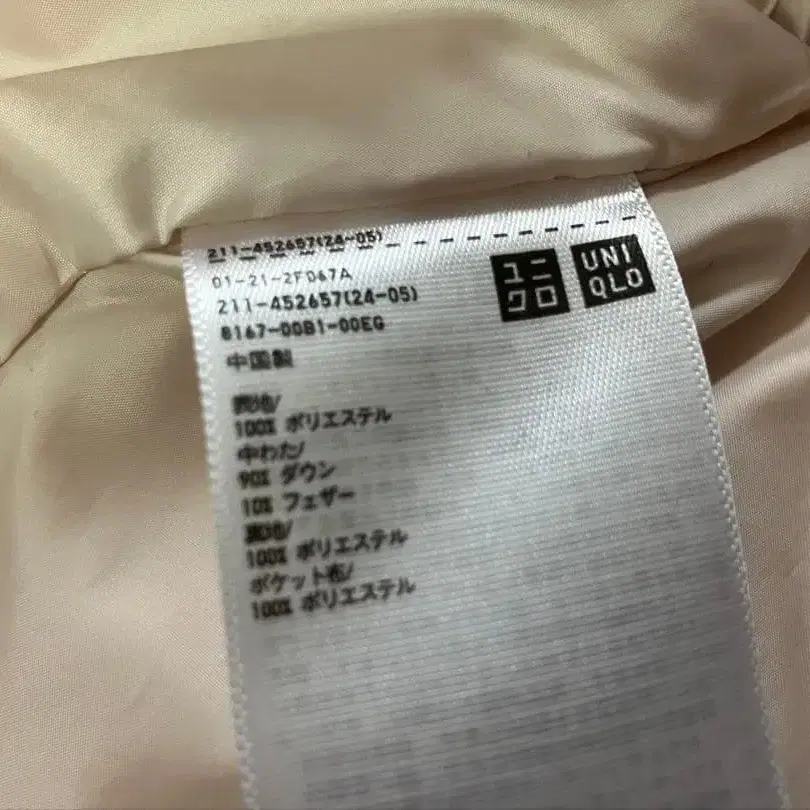 211-452657(24-05)
01-21-2F067A
211-452657(24-05)
8167-00B1-00EG
中国製
ユニ
クロ
UNI
QLO
表地/
100% ポリエステル
中わた/
90% ダウン
10% フェザー
裏地/
100% ポリエステル
ポケット布/
100% ポリエステル